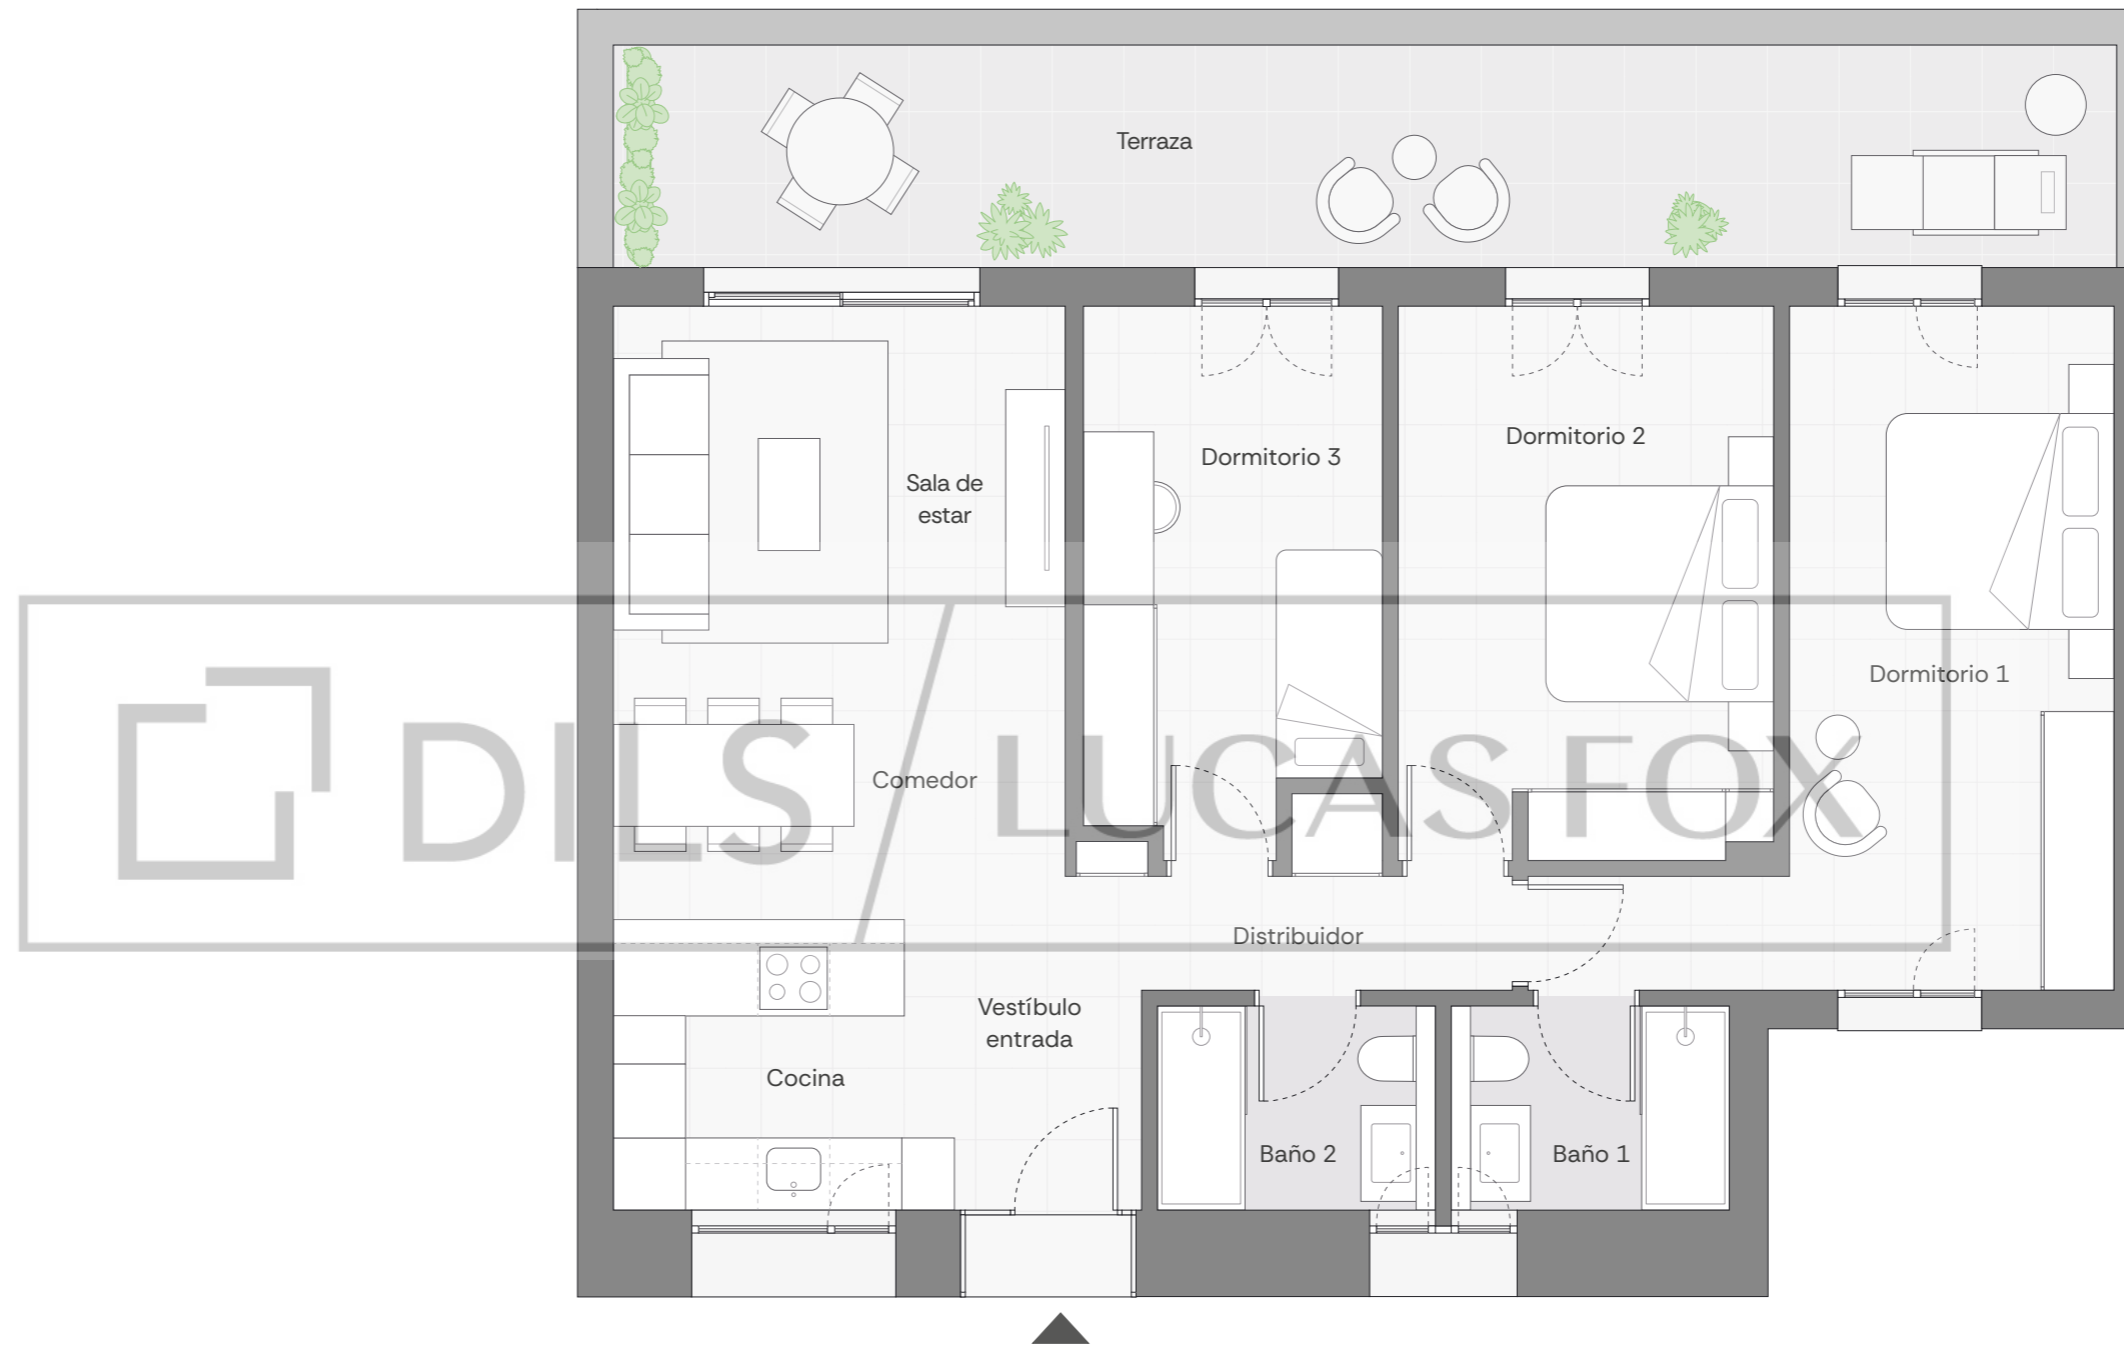 Terraza
Sala de
estar
Dormitorio 3
Dormitorio 2
Dormitorio 1
DILS / LUCAS FOX
Comedor
Distribuidor
Vestíbulo
entrada
Cocina
Baño 2
Baño 1